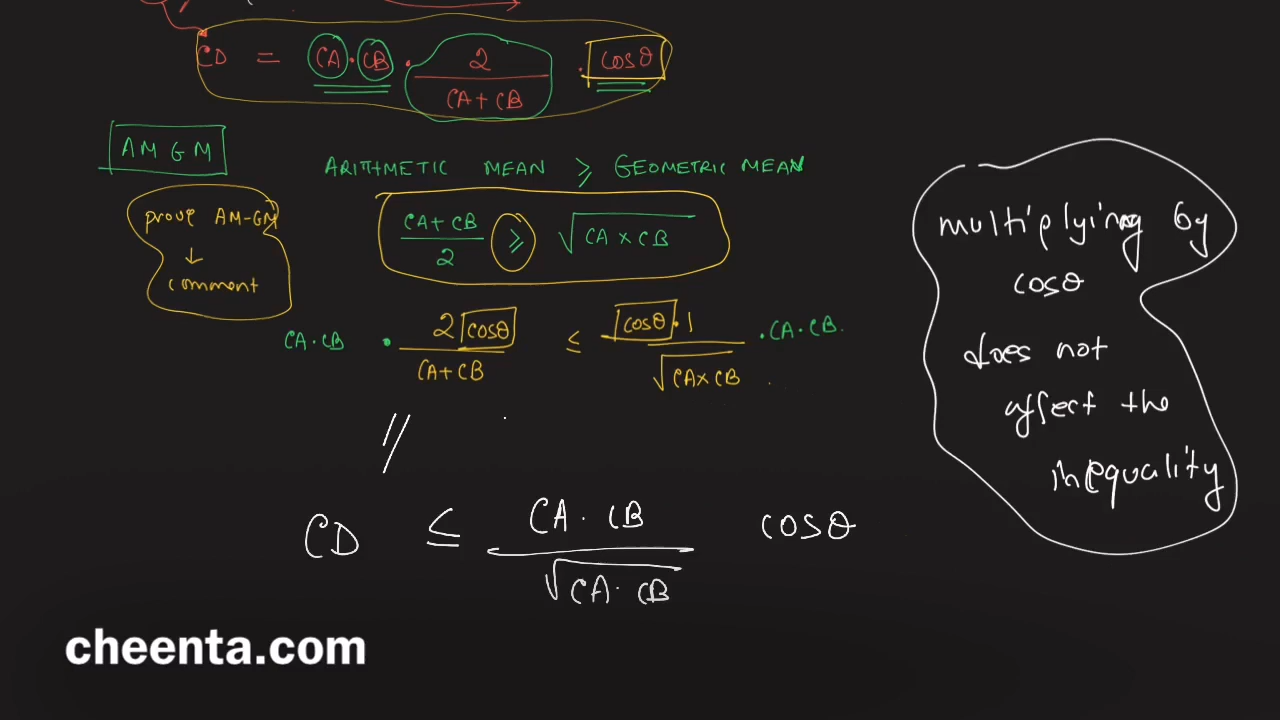 CD = CA · CB · 2/(CA + CB) · cosθ
AM GM
ARITHMETIC MEAN ≥ GEOMETRIC MEAN
prove AM-GM
↓
comment
(CA + CB)/2 ≥ √(CA × CB)
CA · CB · 2 cosθ/(CA + CB) ≤ cosθ · 1/√(CA × CB) · CA · CB.
//
CD ≤ CA · CB/√(CA · CB) cosθ
multiplying by
cosθ
does not
affect the
inequality
cheenta.com